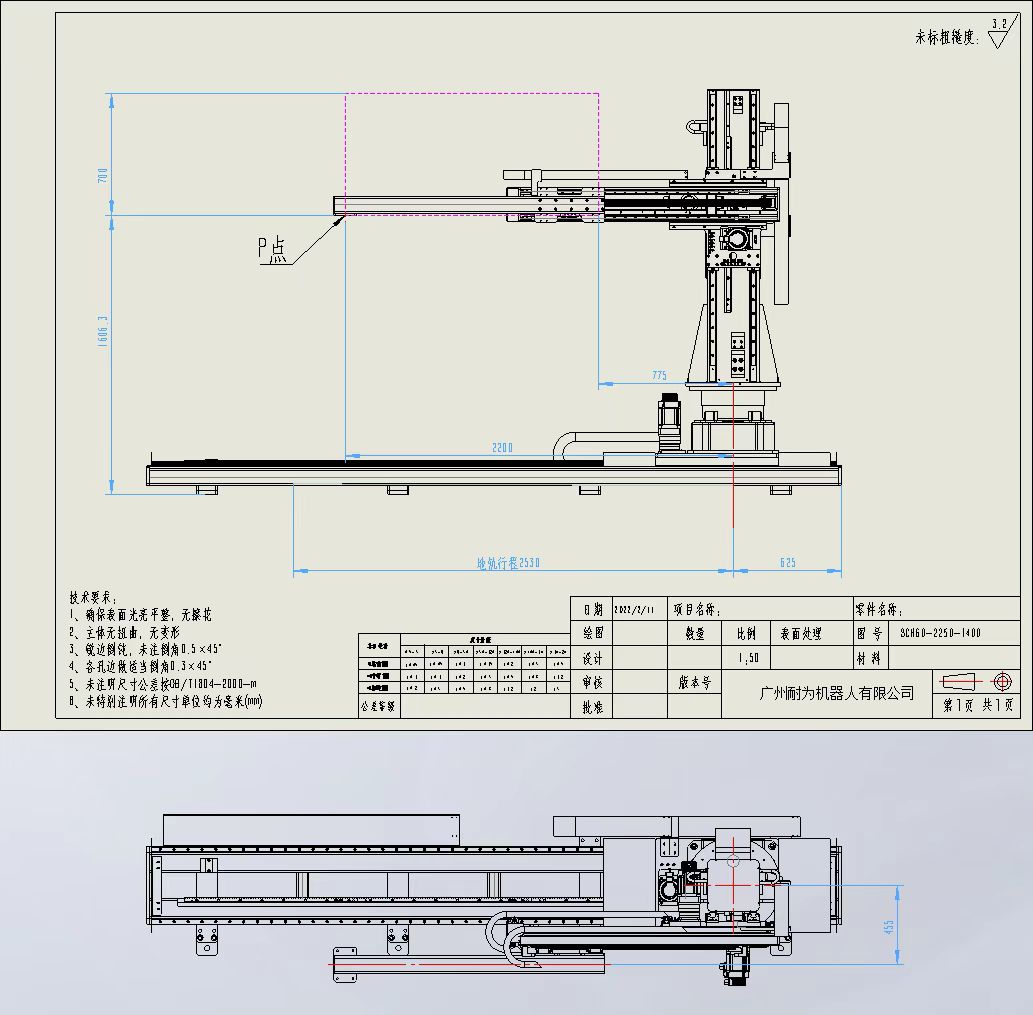 未标粗糙度:
3.2
700
P点
1606.3
775
2200
地轨行程2530
625
技术要求:
1、确保表面光亮平整，无擦花
2、主体无扭曲，无变形
3、锐边倒钝，未注倒角0.5×45°
4、各孔边做适当倒角0.3×45°
5、未注明尺寸公差按GB/T1804-2000-m
6、未特别注明所有尺寸单位均为毫米(mm)
公差等级
日期 2022/2/11 项目名称: 零件名称:
绘图 数量 比例 表面处理 图号 SCH60-2250-1400
设计 1:50 材料
审核 版本号 广州耐为机器人有限公司
批准 第1页 共1页
455